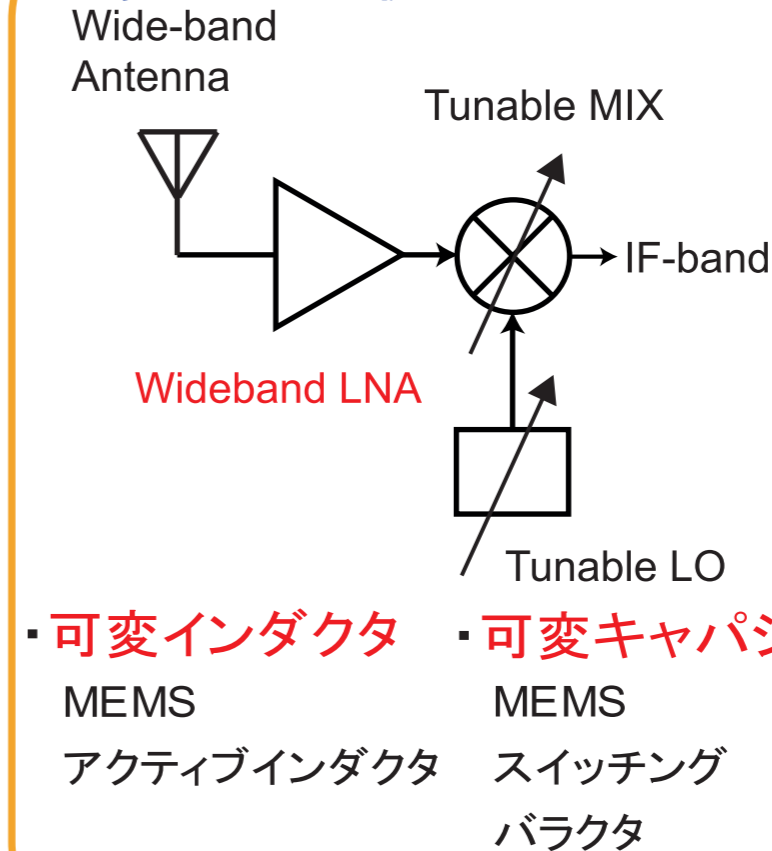 Wide-band
Antenna
Tunable MIX
IF-band
Wideband LNA
Tunable LO
・可変インダクタ ・可変キャパシ
MEMS MEMS
アクティブインダクタ スイッチング
バラクタ